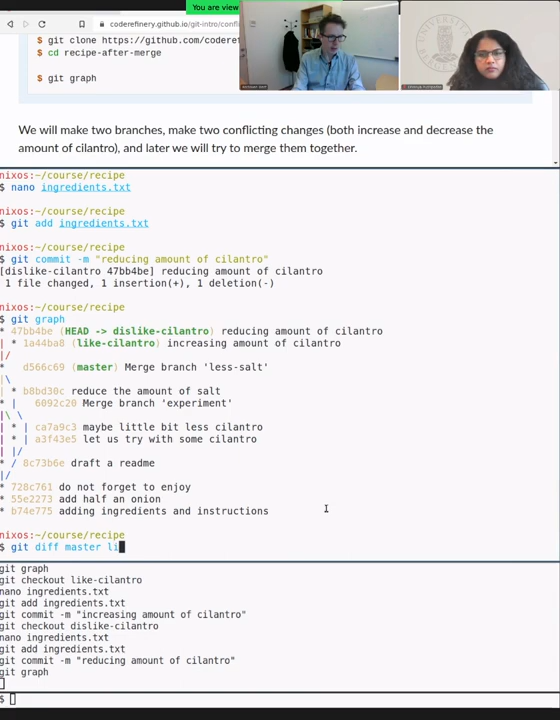 You are view
coderefinery.github.io/git-intro/confl
$ git clone https://github.com/coderef
$ cd recipe-after-merge
$ git graph
We will make two branches, make two conflicting changes (both increase and decrease the
amount of cilantro), and later we will try to merge them together.
nixos:~/course/recipe
$ nano ingredients.txt
nixos:~/course/recipe
$ git add ingredients.txt
nixos:~/course/recipe
$ git commit -m "reducing amount of cilantro"
[dislike-cilantro 47bb4be] reducing amount of cilantro
1 file changed, 1 insertion(+), 1 deletion(-)
nixos:~/course/recipe
$ git graph
* 47bb4be (HEAD -> dislike-cilantro) reducing amount of cilantro
| * 1a44ba8 (like-cilantro) increasing amount of cilantro
|/
*   d566c69 (master) Merge branch 'less-salt'
|\
| * b8bd30c reduce the amount of salt
* |   6092c20 Merge branch 'experiment'
|\ \
| * | ca7a9c3 maybe little bit less cilantro
| * | a3f43e5 let us try with some cilantro
| |/
* / 8c73b6e draft a readme
|/
* 728c761 do not forget to enjoy
* 55e2273 add half an onion
* b74e775 adding ingredients and instructions
nixos:~/course/recipe
$ git diff master li
git graph
git checkout like-cilantro
nano ingredients.txt
git add ingredients.txt
git commit -m "increasing amount of cilantro"
git checkout dislike-cilantro
nano ingredients.txt
git add ingredients.txt
git commit -m "reducing amount of cilantro"
git graph
$